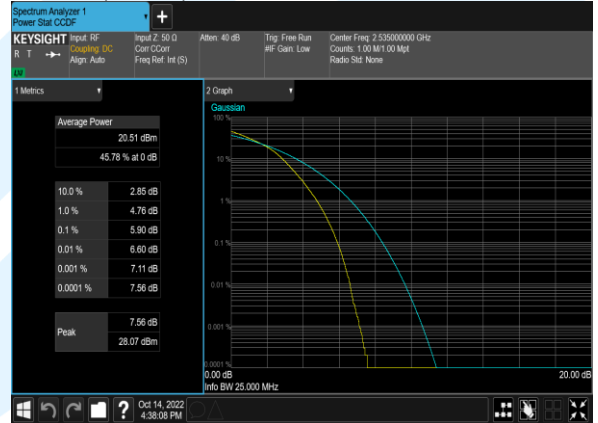 Spectrum Analyzer 1
Power Stat CCDF
+
KEYSIGHT
R T
Input: RF
Coupling: DC
Align: Auto
Input Z: 50 Ω
Corr CCorr
Freq Ref: Int (S)
Atten: 40 dB
Trig: Free Run
#IF Gain: Low
Center Freq: 2.535000000 GHz
Counts: 1.00 M/1.00 Mpt
Radio Std: None
1 Metrics
Average Power
20.51 dBm
45.78 % at 0 dB
10.0 % 2.85 dB
1.0 % 4.76 dB
0.1 % 5.90 dB
0.01 % 6.60 dB
0.001 % 7.11 dB
0.0001 % 7.56 dB
Peak
7.56 dB
28.07 dBm
2 Graph
Gaussian
100 %
10 %
1 %
0.1 %
0.01 %
0.001 %
0.0001 %
0.00 dB 20.00 dB
Info BW 25.000 MHz
?
Oct 14, 2022
4:38:08 PM